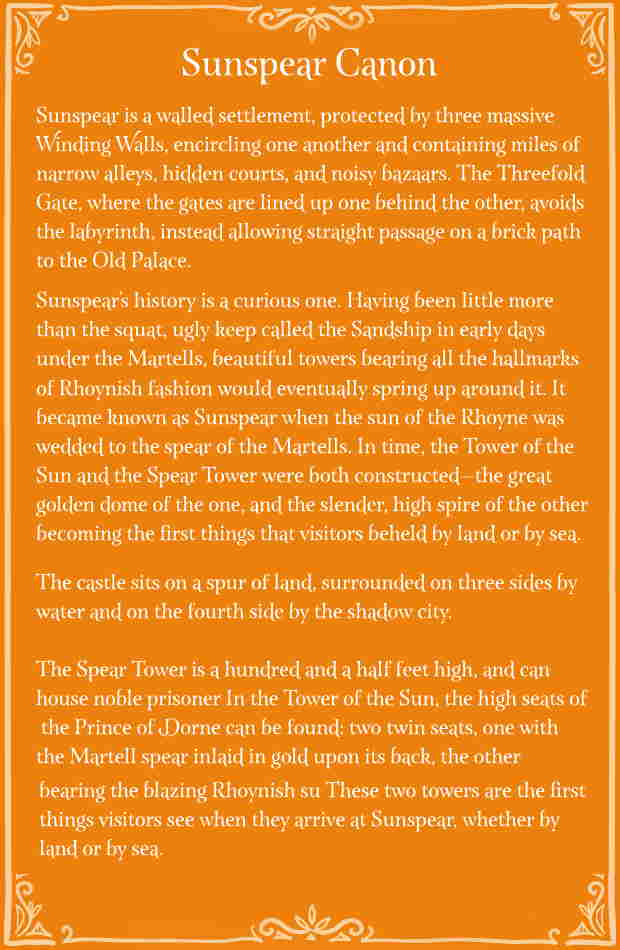 Sunspear Canon
Sunspear is a walled settlement, protected by three massive
Winding Walls, encircling one another and containing miles of
narrow alleys, hidden courts, and noisy bazaars. The Threefold
Gate, where the gates are lined up one behind the other, avoids
the labyrinth, instead allowing straight passage on a brick path
to the Old Palace.
Sunspear's history is a curious one. Having been little more
than the squat, ugly keep called the Sandship in early days
under the Martells, beautiful towers bearing all the hallmarks
of Rhoynish fashion would eventually spring up around it. It
became known as Sunspear when the sun of the Rhoyne was
wedded to the spear of the Martells. In time, the Tower of the
Sun and the Spear Tower were both constructed—the great
golden dome of the one, and the slender, high spire of the other
becoming the first things that visitors beheld by land or by sea.
The castle sits on a spur of land, surrounded on three sides by
water and on the fourth side by the shadow city.
The Spear Tower is a hundred and a half feet high, and can
house noble prisoner In the Tower of the Sun, the high seats of
the Prince of Dorne can be found: two twin seats, one with
the Martell spear inlaid in gold upon its back, the other
bearing the blazing Rhoynish su These two towers are the first
things visitors see when they arrive at Sunspear, whether by
land or by sea.